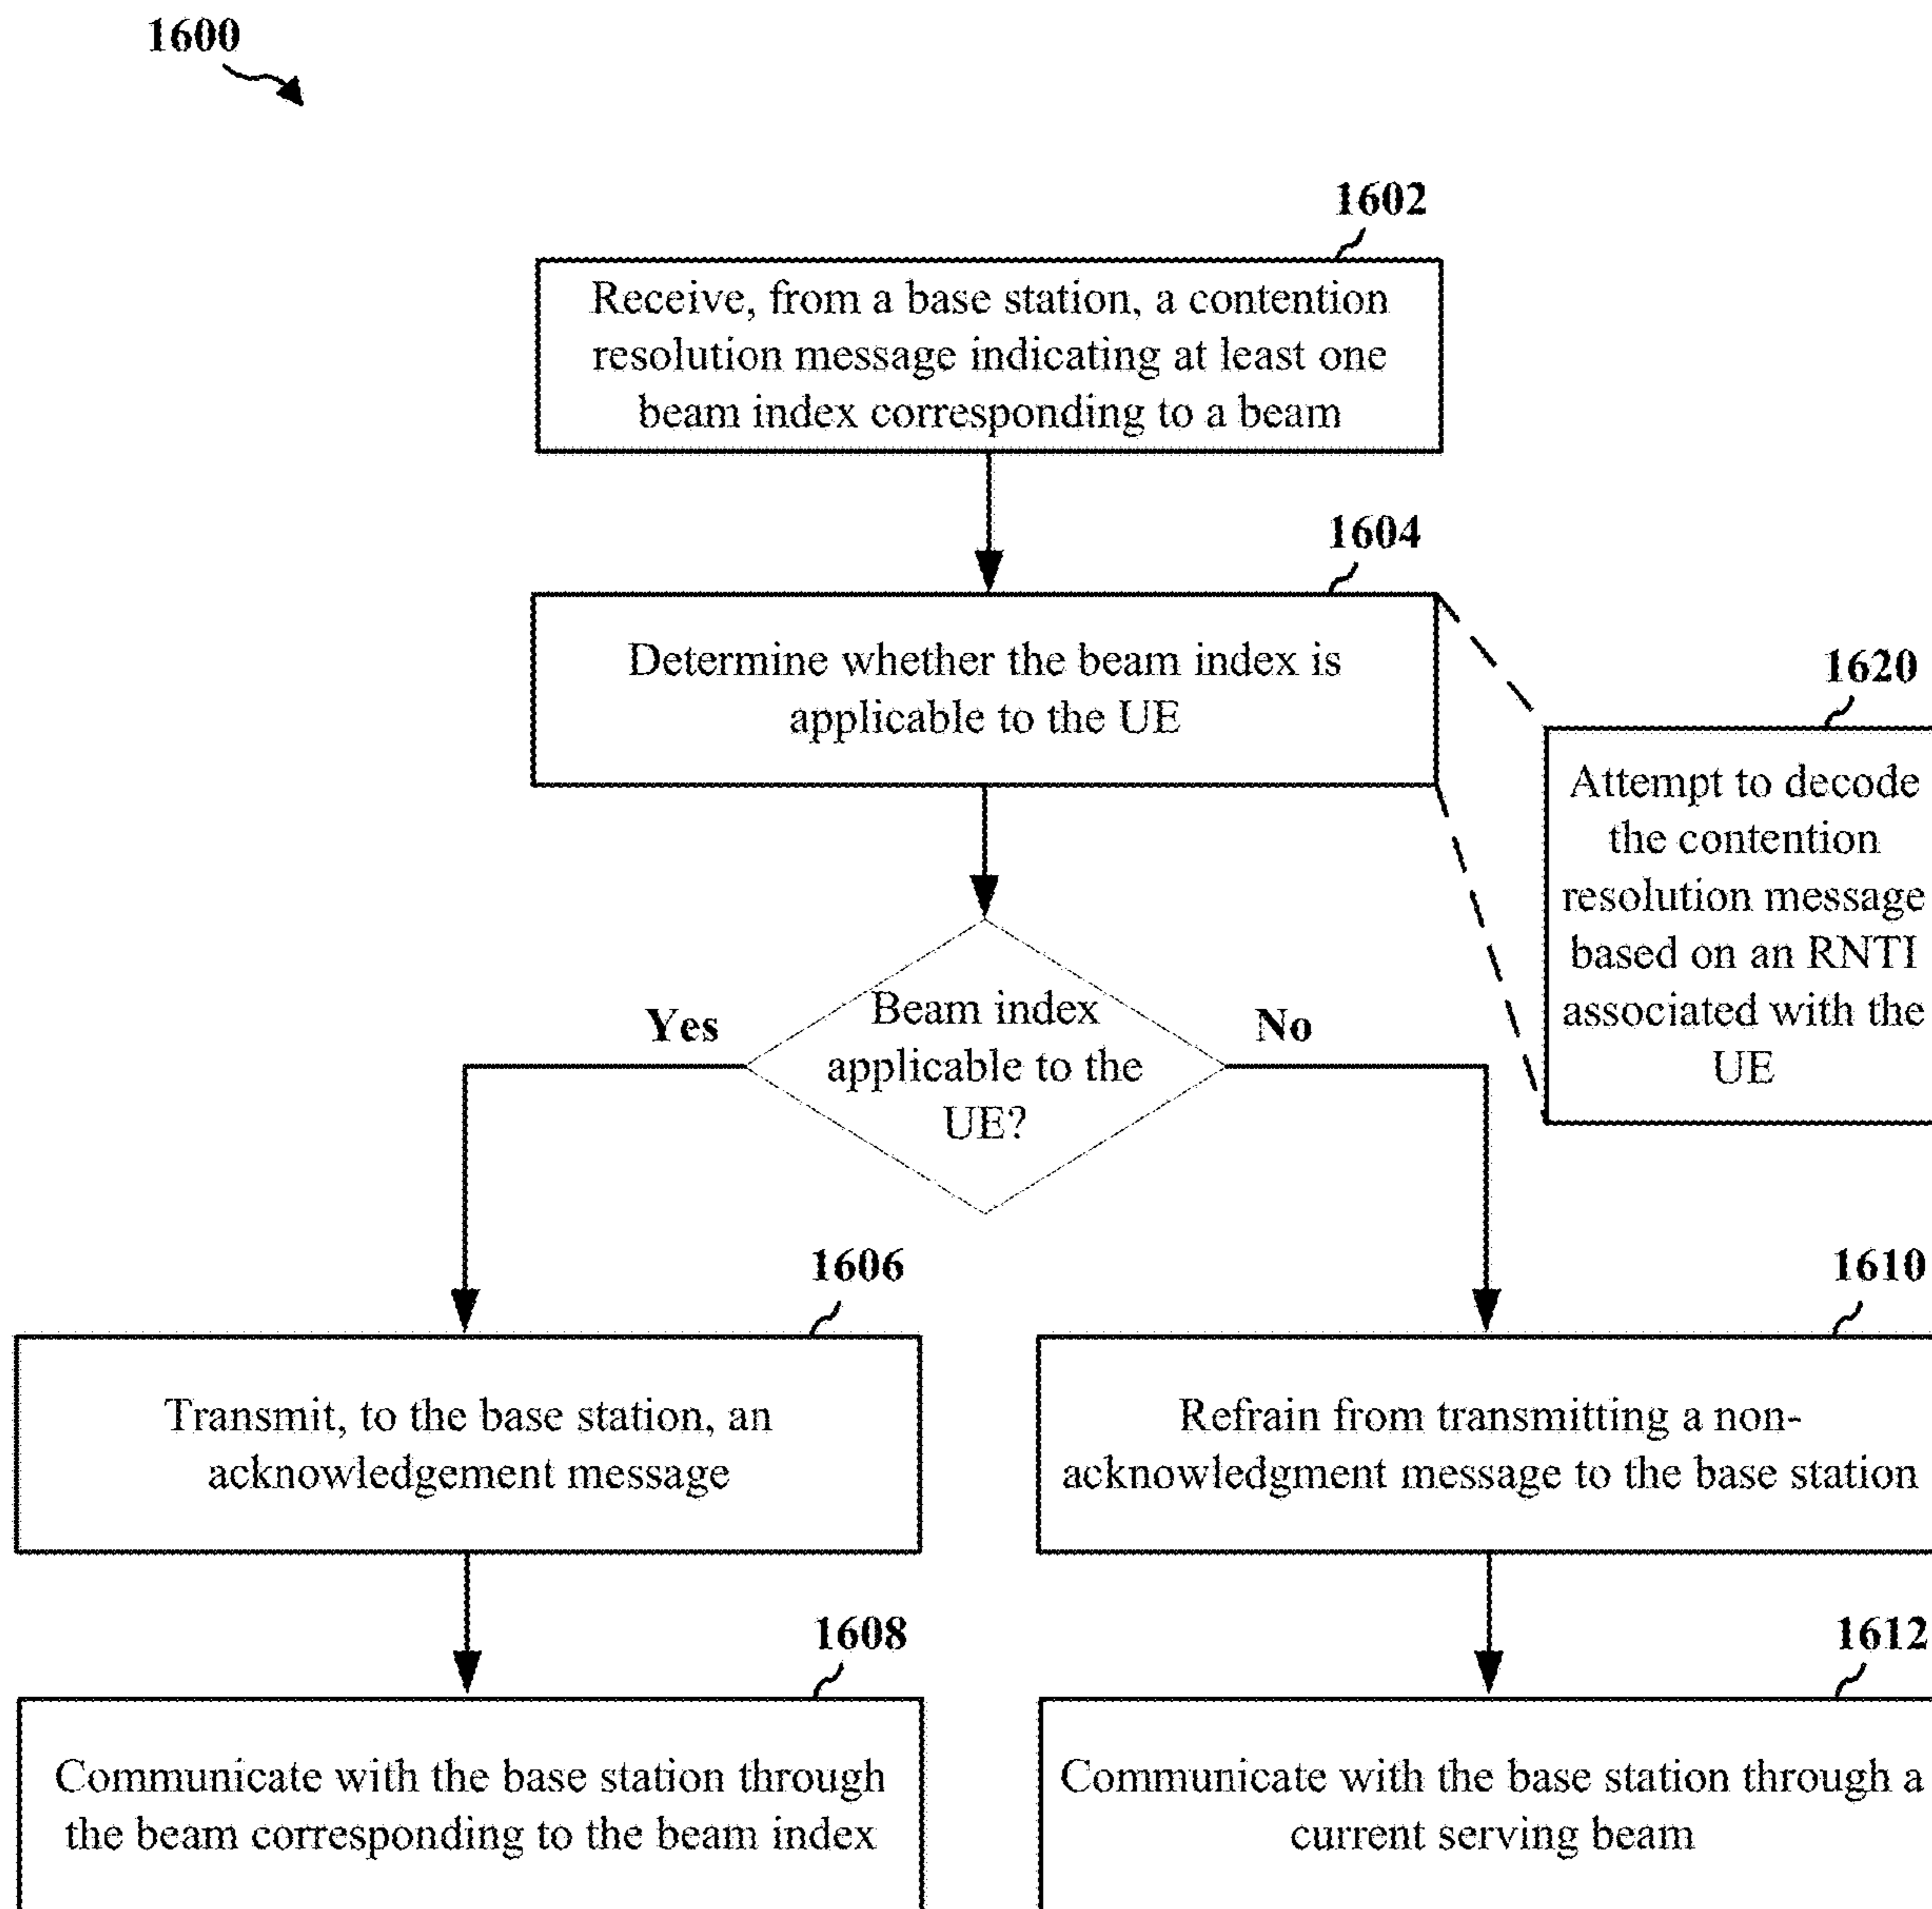 1600
1602
Receive, from a base station, a contention
resolution message indicating at least one
beam index corresponding to a beam
1604
Determine whether the beam index is
applicable to the UE
1620
Attempt to decode
the contention
resolution message
based on an RNTI
associated with the
UE
Beam index
applicable to the
UE?
Yes
No
1606
Transmit, to the base station, an
acknowledgement message
1610
Refrain from transmitting a non-
acknowledgment message to the base station
1608
Communicate with the base station through
the beam corresponding to the beam index
1612
Communicate with the base station through a
current serving beam